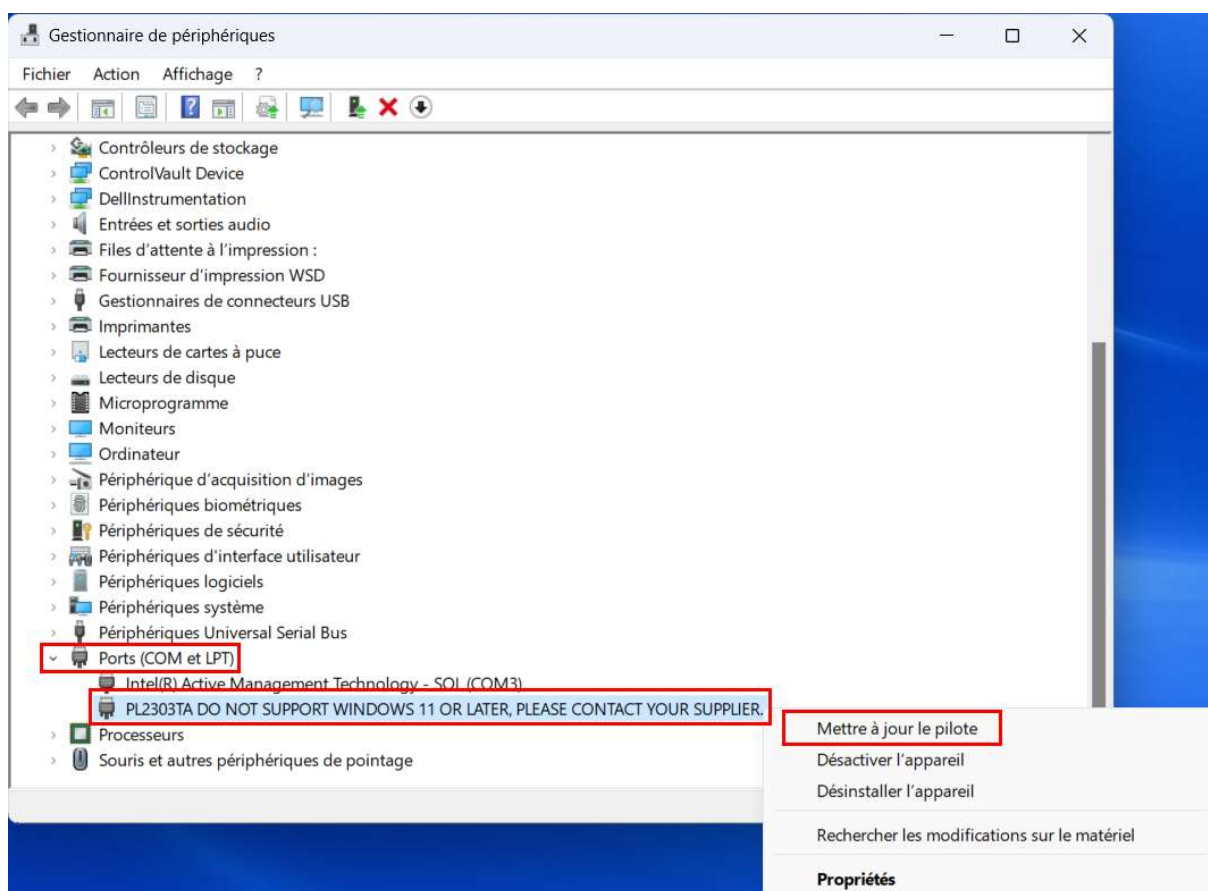 Gestionnaire de périphériques
Fichier Action Affichage ?
Contrôleurs de stockage
ControlVault Device
DellInstrumentation
Entrées et sorties audio
Files d'attente à l'impression :
Fournisseur d'impression WSD
Gestionnaires de connecteurs USB
Imprimantes
Lecteurs de cartes à puce
Lecteurs de disque
Microprogramme
Moniteurs
Ordinateur
Périphérique d'acquisition d'images
Périphériques biométriques
Périphériques de sécurité
Périphériques d'interface utilisateur
Périphériques logiciels
Périphériques système
Périphériques Universal Serial Bus
Ports (COM et LPT)
Intel(R) Active Management Technology - SOL (COM3)
PL2303TA DO NOT SUPPORT WINDOWS 11 OR LATER, PLEASE CONTACT YOUR SUPPLIER.
Processeurs
Souris et autres périphériques de pointage
Mettre à jour le pilote
Désactiver l'appareil
Désinstaller l'appareil
Rechercher les modifications sur le matériel
Propriétés